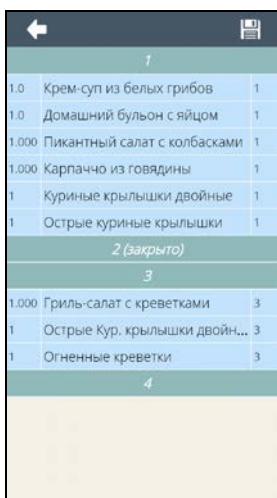 1
1.0 Крем-суп из белых грибов 1
1.0 Домашний бульон с яйцом 1
1.000 Пикантный салат с колбасками 1
1.000 Карпаччо из говядины 1
1 Куриные крылышки двойные 1
1 Острые куриные крылышки 1
2 (закрыто)
3
1.000 Гриль-салат с креветками 3
1 Острые Кур. крылышки двойн... 3
1 Огненные креветки 3
4